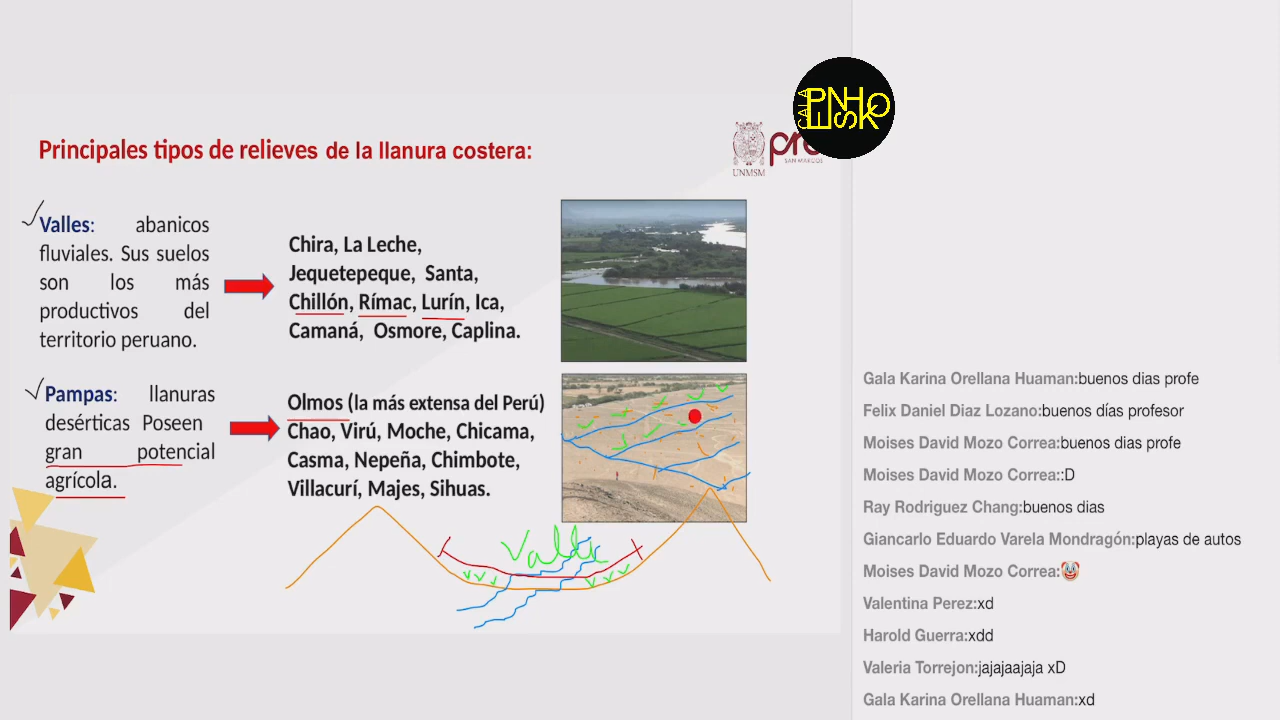 Principales tipos de relieves de la llanura costera:
UNMSM
pre
SAN MARCOS
CALA
PENHOSK
Valles: abanicos
fluviales. Sus suelos
son los más
productivos del
territorio peruano.
Chira, La Leche,
Jequetepeque, Santa,
Chillón, Rímac, Lurín, Ica,
Camaná, Osmore, Caplina.
Pampas: llanuras
desérticas Poseen
gran potencial
agrícola.
Olmos (la más extensa del Perú)
Chao, Virú, Moche, Chicama,
Casma, Nepeña, Chimbote,
Villacurí, Majes, Sihuas.
Valle
Gala Karina Orellana Huaman:buenos dias profe
Felix Daniel Diaz Lozano:buenos días profesor
Moises David Mozo Correa:buenos dias profe
Moises David Mozo Correa::D
Ray Rodriguez Chang:buenos dias
Giancarlo Eduardo Varela Mondragón:playas de autos
Moises David Mozo Correa:🤡
Valentina Perez:xd
Harold Guerra:xdd
Valeria Torrejon:jajajaajaja xD
Gala Karina Orellana Huaman:xd